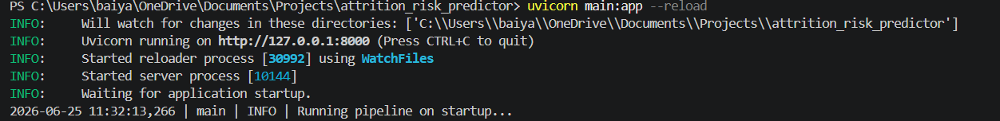 PS C:\Users\baiya\OneDrive\Documents\Projects\attrition_risk_predictor> uvicorn main:app --reload
INFO:     Will watch for changes in these directories: ['C:\\Users\\baiya\\OneDrive\\Documents\\Projects\\attrition_risk_predictor']
INFO:     Uvicorn running on http://127.0.0.1:8000 (Press CTRL+C to quit)
INFO:     Started reloader process [30992] using WatchFiles
INFO:     Started server process [10144]
INFO:     Waiting for application startup.
2026-06-25 11:32:13,266 | main | INFO | Running pipeline on startup...